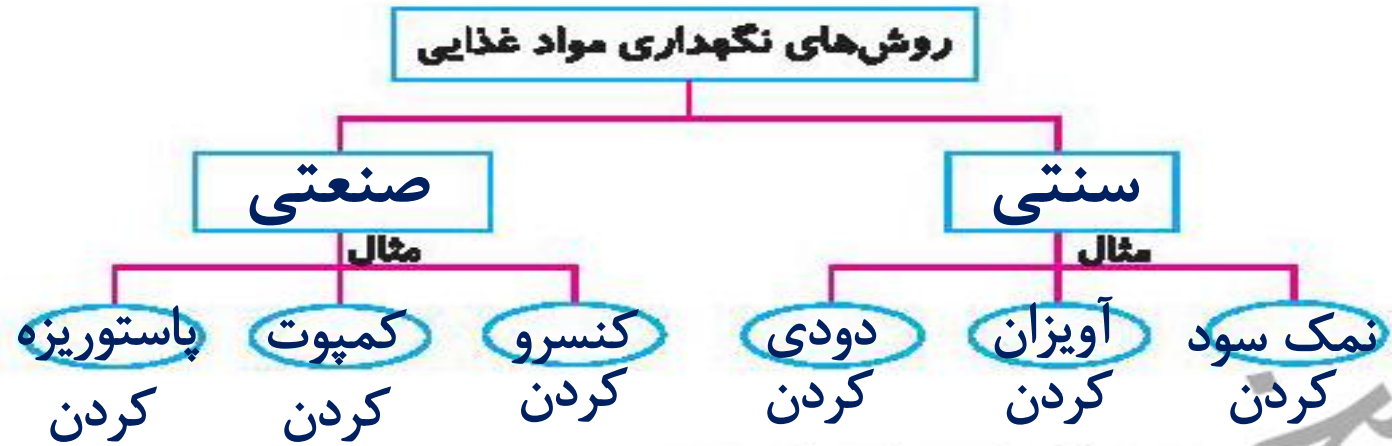 روش‌های نگهداری مواد غذایی
سنتی
صنعتی
مثال
مثال
نمک سود کردن
آویزان کردن
دودی کردن
کنسرو کردن
کمپوت کردن
پاستوریزه کردن